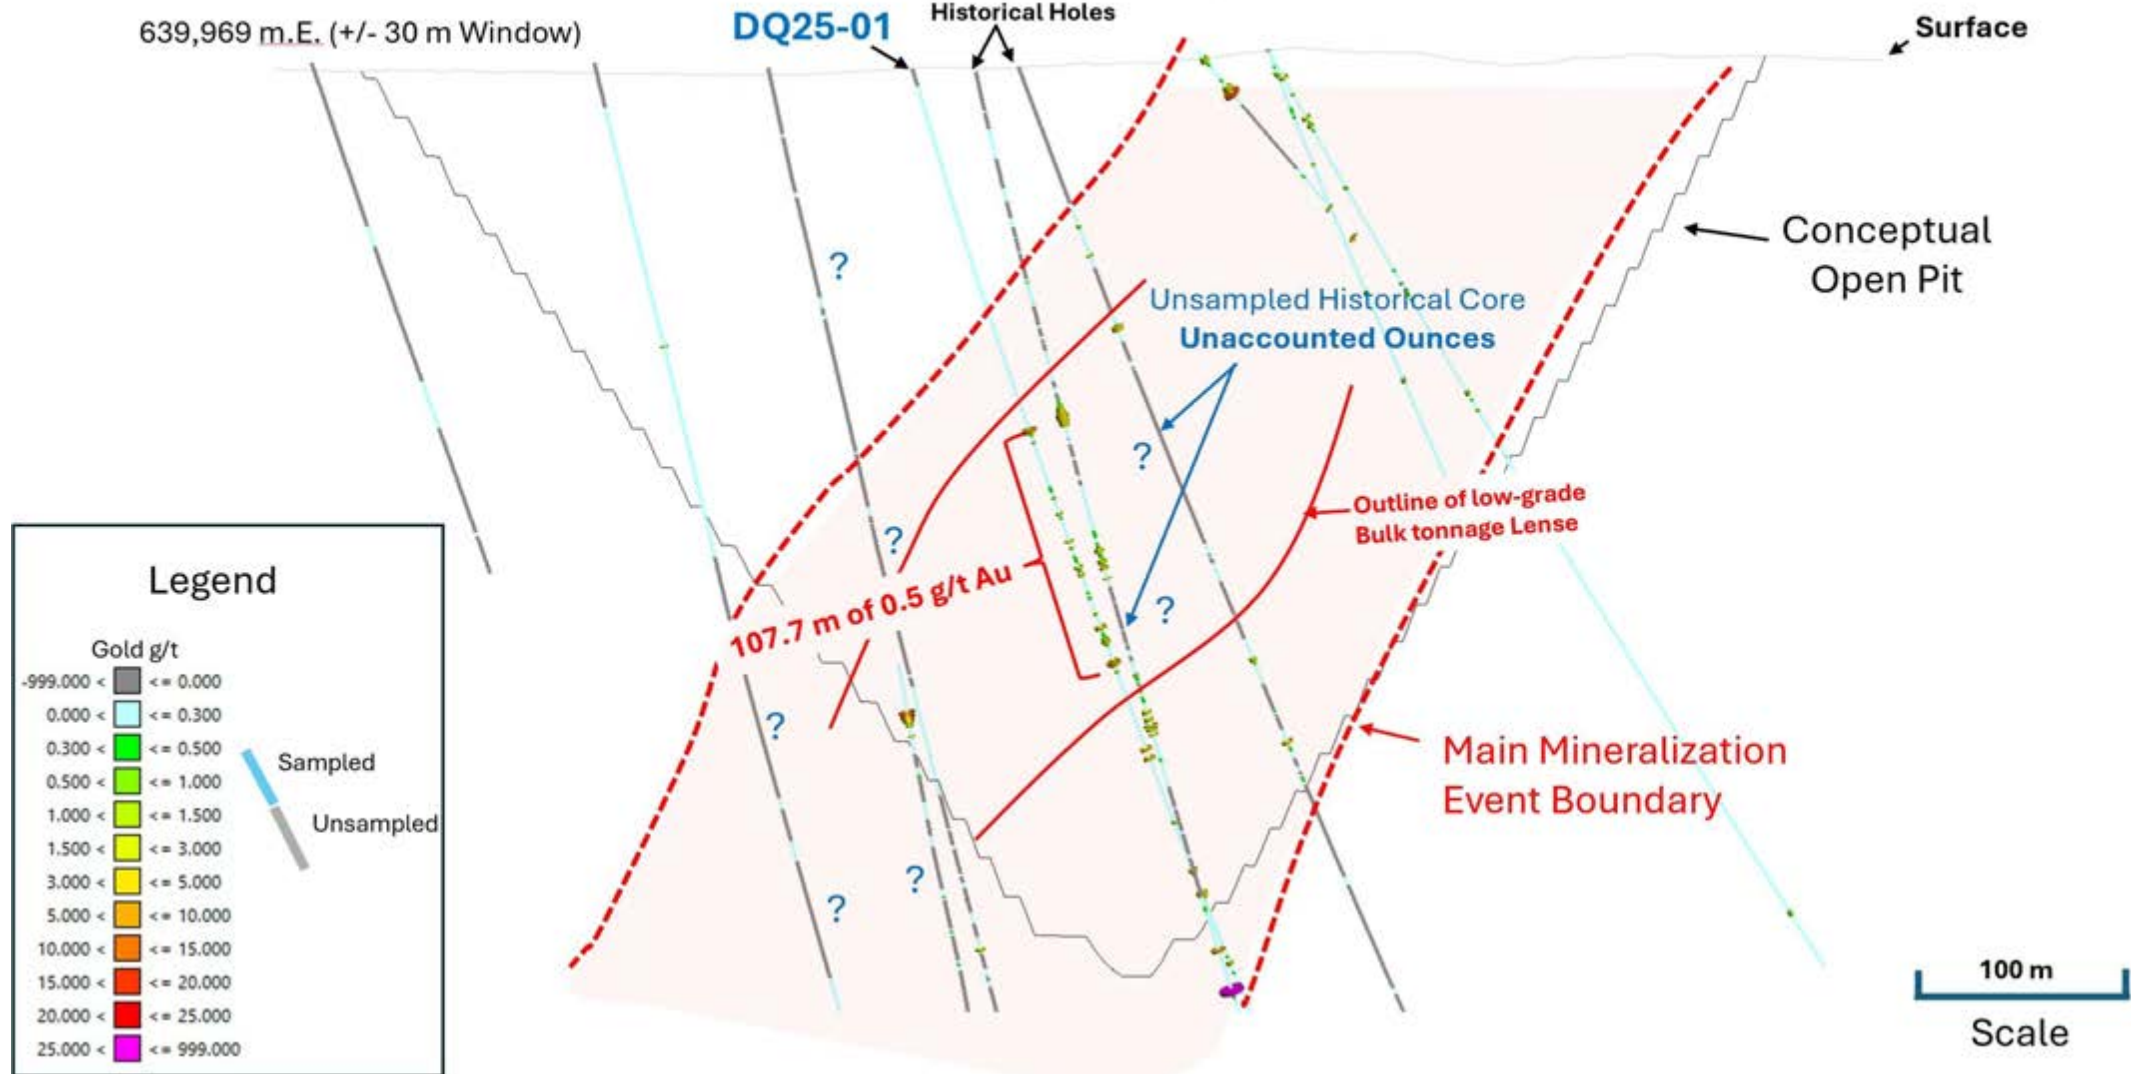 639,969 m.E. (+/- 30 m Window)
DQ25-01
Historical Holes
Surface
Conceptual
Open Pit
?
Unsampled Historical Core
Unaccounted Ounces
?
?
?
Outline of low-grade
Bulk tonnage Lense
107.7 m of 0.5 g/t Au
?
?
?
Main Mineralization
Event Boundary
Legend
Gold g/t
-999.000 < <= 0.000
0.000 < <= 0.300
0.300 < <= 0.500
0.500 < <= 1.000
1.000 < <= 1.500
1.500 < <= 3.000
3.000 < <= 5.000
5.000 < <= 10.000
10.000 < <= 15.000
15.000 < <= 20.000
20.000 < <= 25.000
25.000 < <= 999.000
Sampled
Unsampled
100 m
Scale